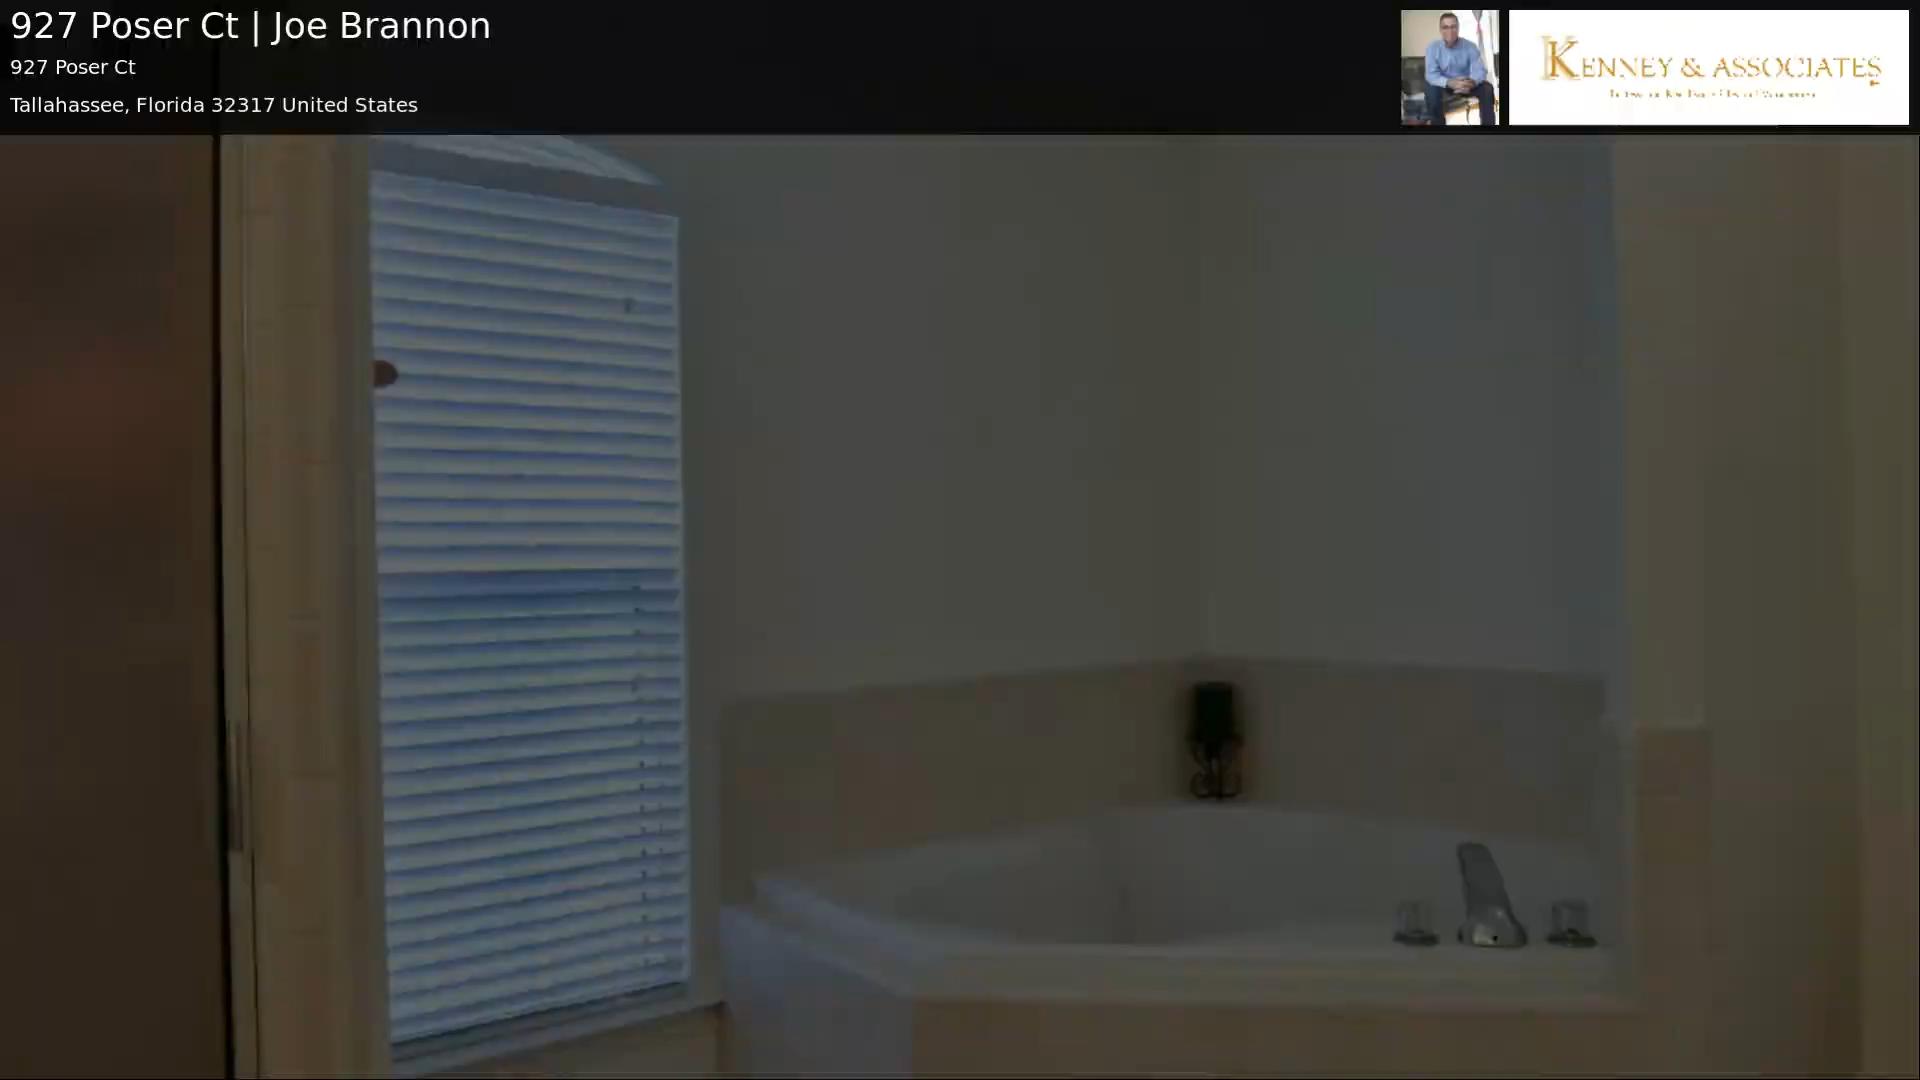 927 Poser Ct | Joe Brannon
927 Poser Ct
Tallahassee, Florida 32317 United States
KENNEY & ASSOCIATES